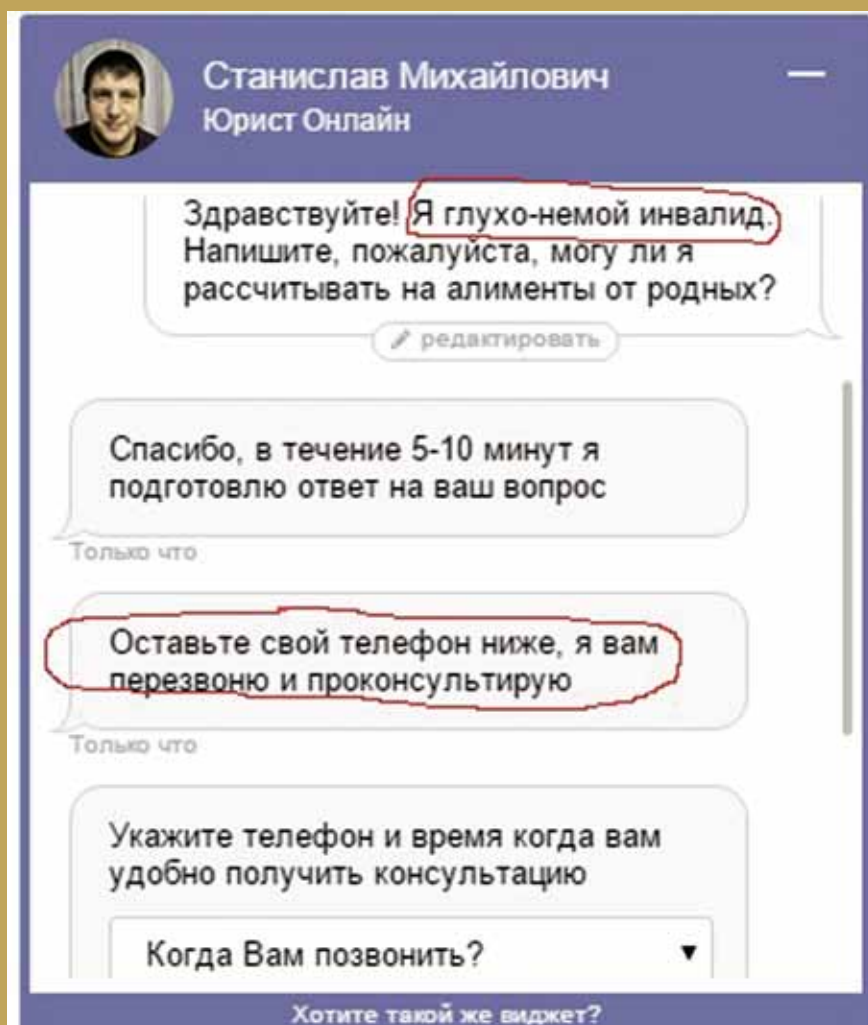 Станислав Михайлович
Юрист Онлайн
Здравствуйте! Я глухо-немой инвалид.
Напишите, пожалуйста, могу ли я
рассчитывать на алименты от родных?
редактировать
Спасибо, в течение 5-10 минут я
подготовлю ответ на ваш вопрос
Только что
Оставьте свой телефон ниже, я вам
перезвоню и проконсультирую
Только что
Укажите телефон и время когда вам
удобно получить консультацию
Когда Вам позвонить?
Хотите такой же виджет?